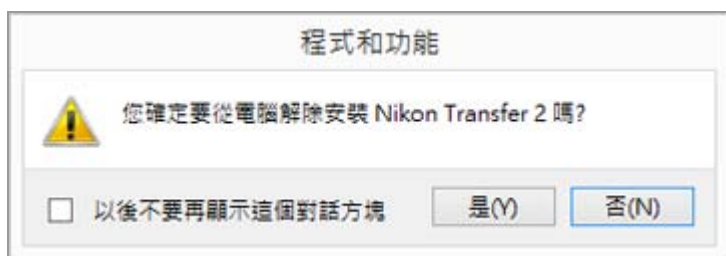 程式和功能
您確定要從電腦解除安裝 Nikon Transfer 2 嗎?
以後不要再顯示這個對話方塊
是(Y)
否(N)